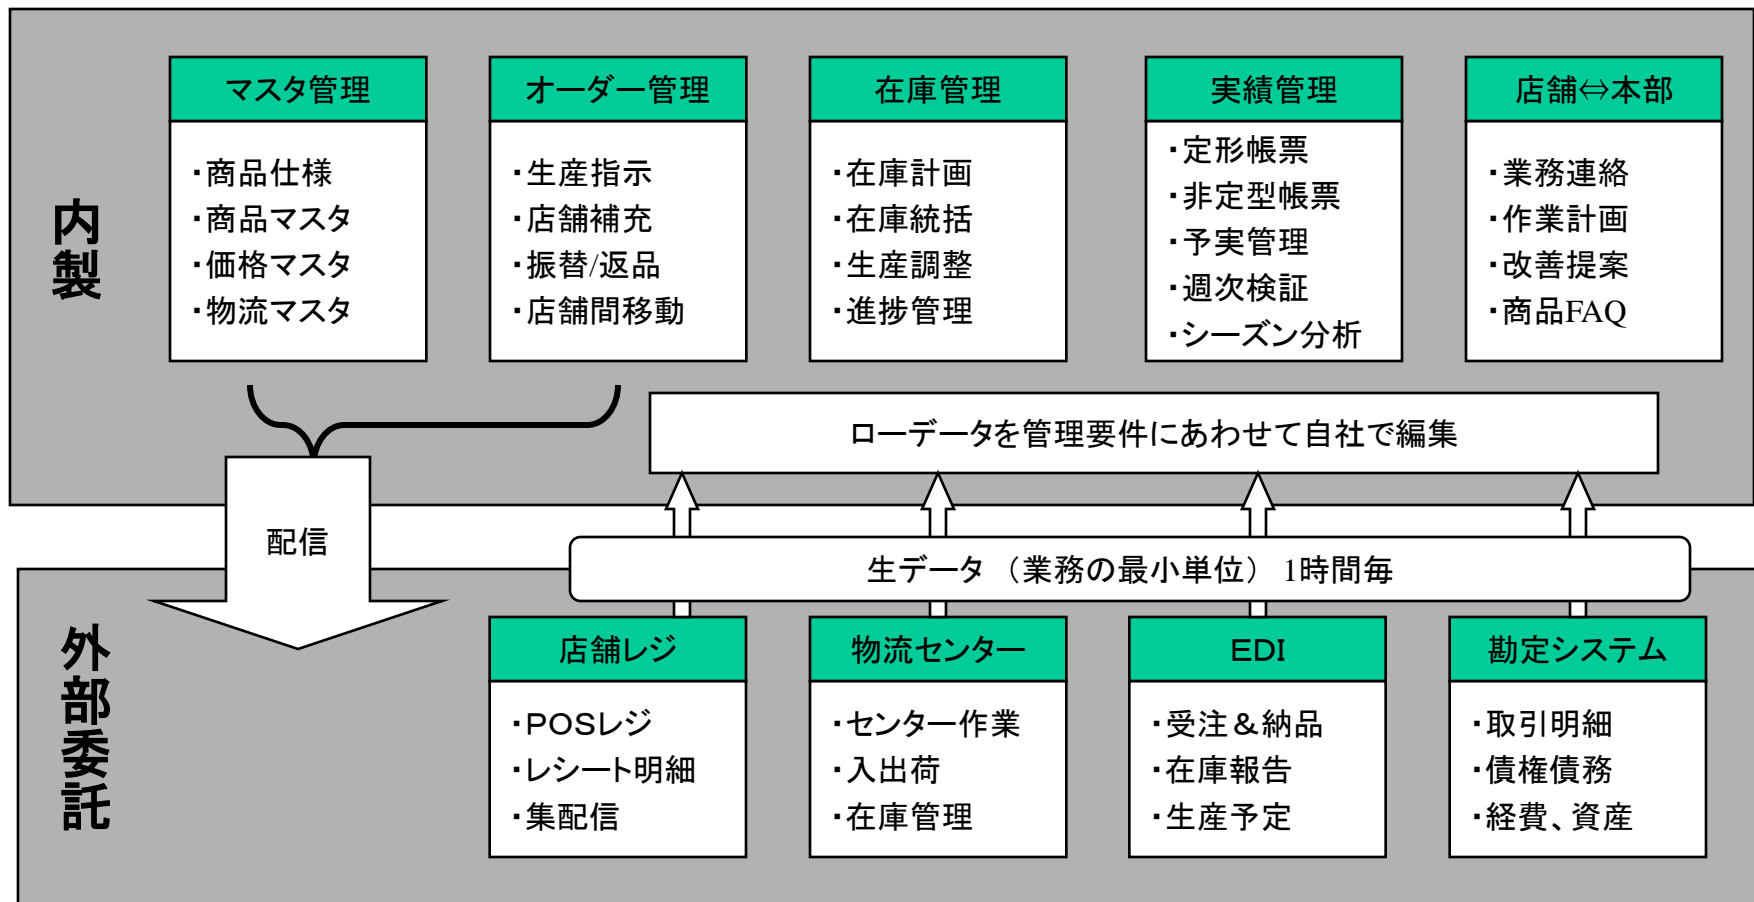 内製
マスタ管理
・商品仕様
・商品マスタ
・価格マスタ
・物流マスタ
オーダー管理
・生産指示
・店舗補充
・振替/返品
・店舗間移動
在庫管理
・在庫計画
・在庫統括
・生産調整
・進捗管理
実績管理
・定形帳票
・非定型帳票
・予実管理
・週次検証
・シーズン分析
店舗⇔本部
・業務連絡
・作業計画
・改善提案
・商品FAQ
ローデータを管理要件にあわせて自社で編集
配信
生データ（業務の最小単位）1時間毎
外部委託
店舗レジ
・POSレジ
・レシート明細
・集配信
物流センター
・センター作業
・入出荷
・在庫管理
EDI
・受注＆納品
・在庫報告
・生産予定
勘定システム
・取引明細
・債権債務
・経費、資産